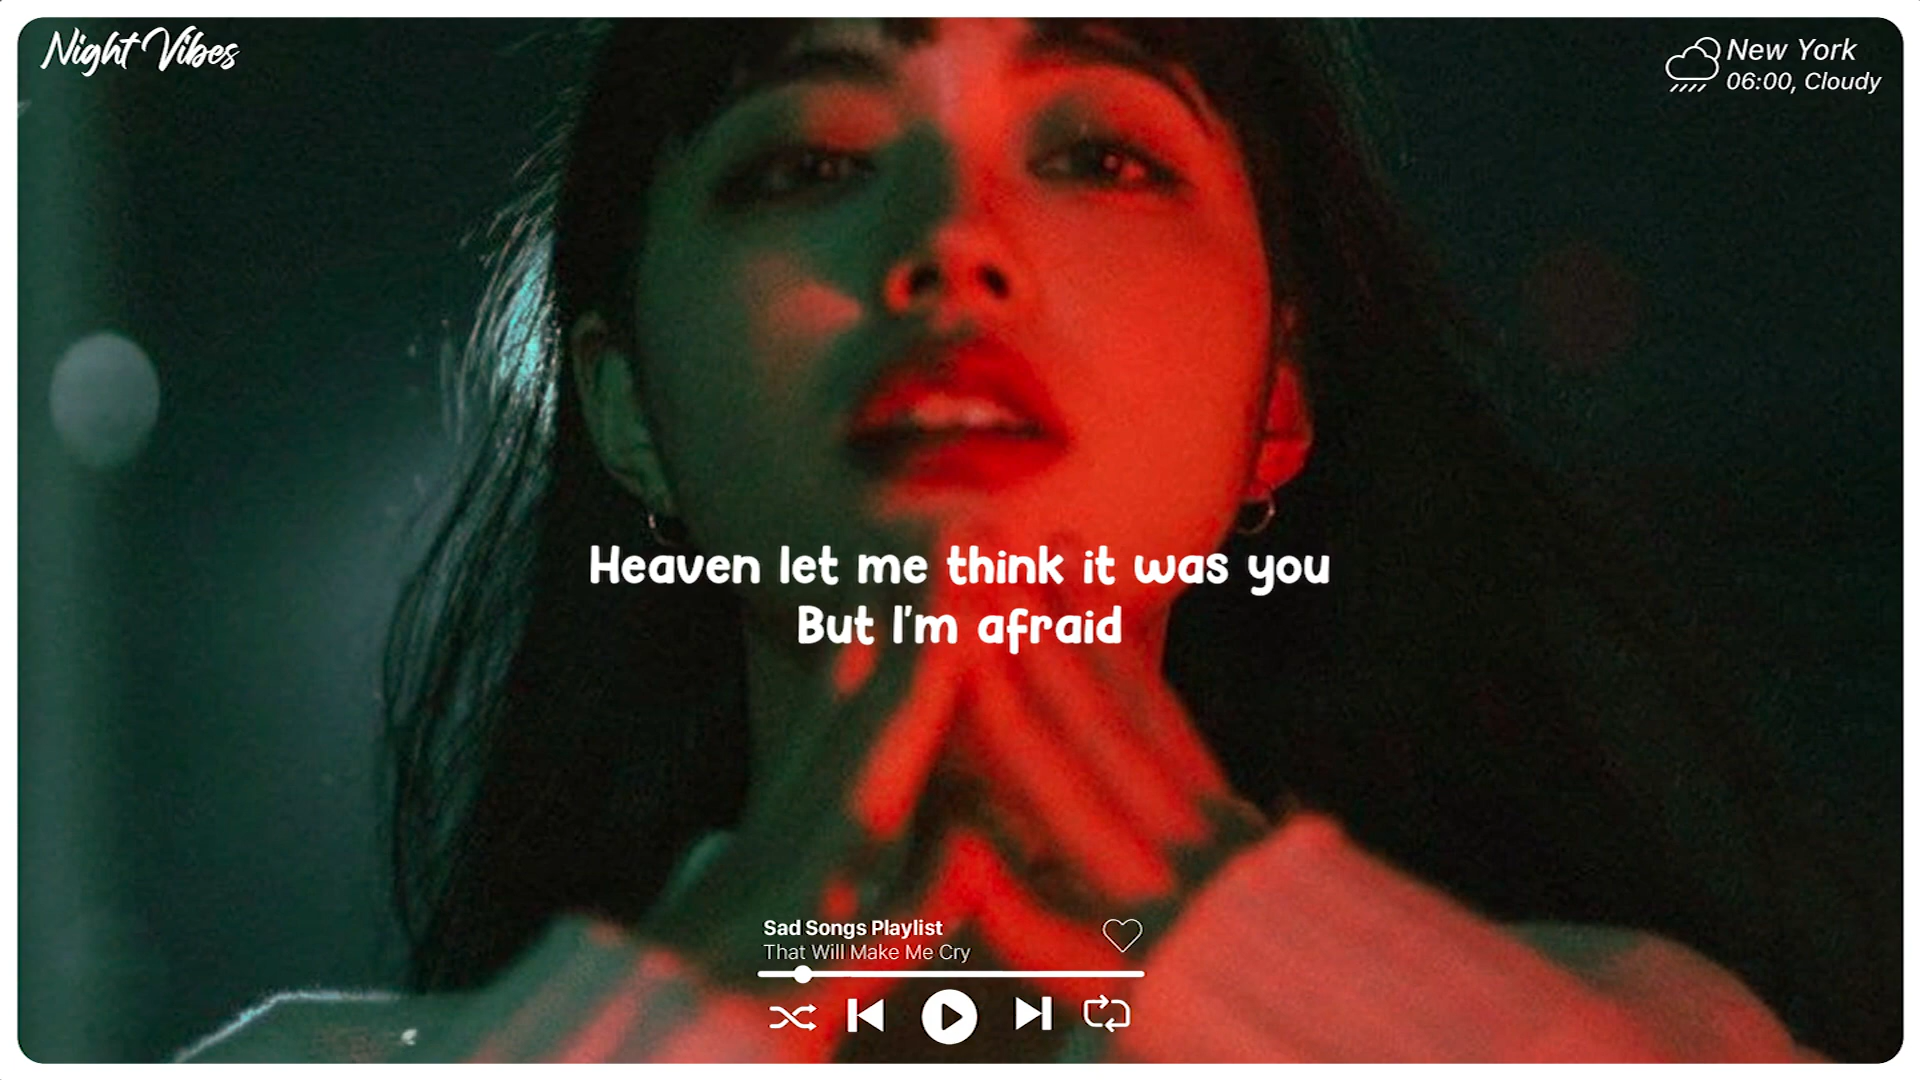 Night Vibes
New York
06:00, Cloudy
Heaven let me think it was you
But I'm afraid
Sad Songs Playlist
That Will Make Me Cry